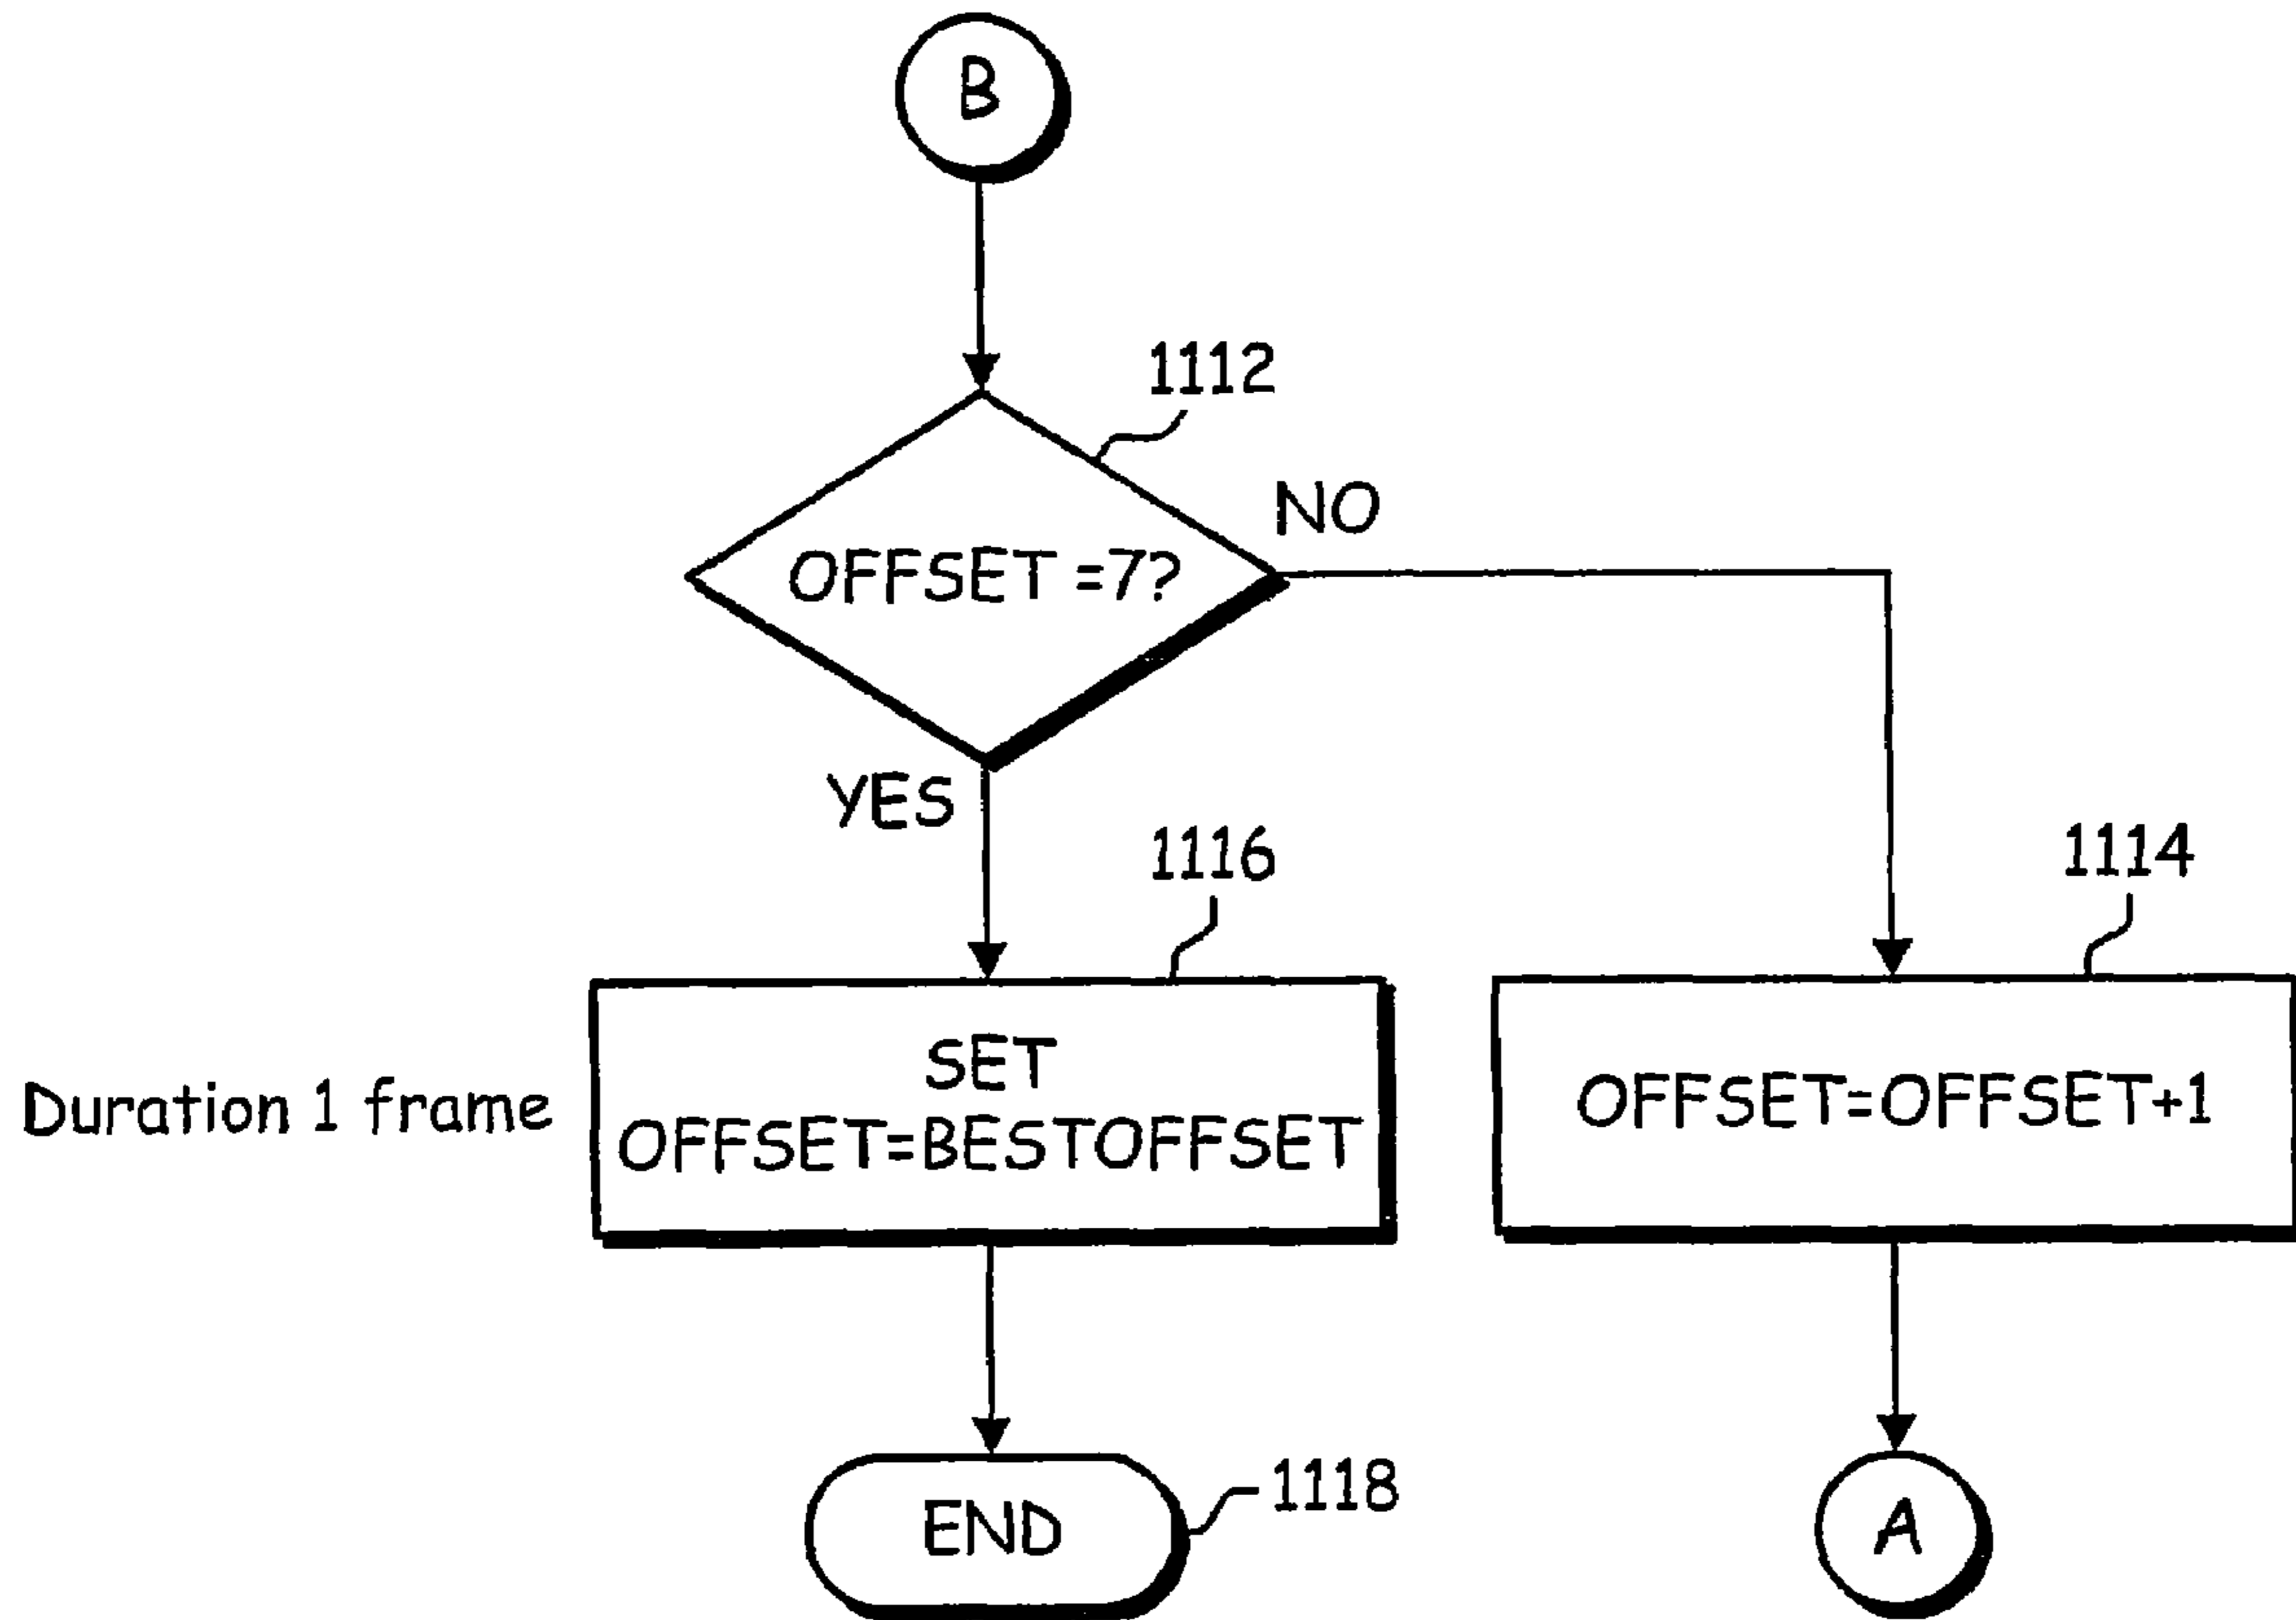 B
1112
NO
OFFSET =7?
YES
1116
1114
SET
OFFSET=BESTOFFSET
Duration 1 frame
OFFSET=OFFSET+1
END
1118
A